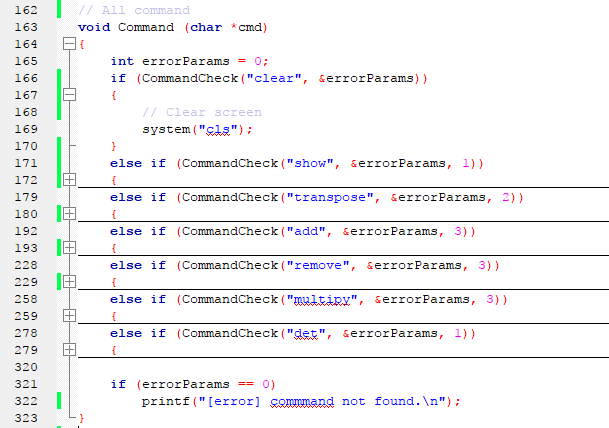 162 // All command
163 void Command (char *cmd)
164 {
165 int errorParams = 0;
166 if (CommandCheck("clear", &errorParams))
167 {
168 // Clear screen
169 system("cls");
170 }
171 else if (CommandCheck("show", &errorParams, 1))
172 {
179 else if (CommandCheck("transpose", &errorParams, 2))
180 {
192 else if (CommandCheck("add", &errorParams, 3))
193 {
228 else if (CommandCheck("remove", &errorParams, 3))
229 {
258 else if (CommandCheck("multipy", &errorParams, 3))
259 {
278 else if (CommandCheck("det", &errorParams, 1))
279 {
320
321 if (errorParams == 0)
322 printf("[error] commmand not found.\n");
323 }